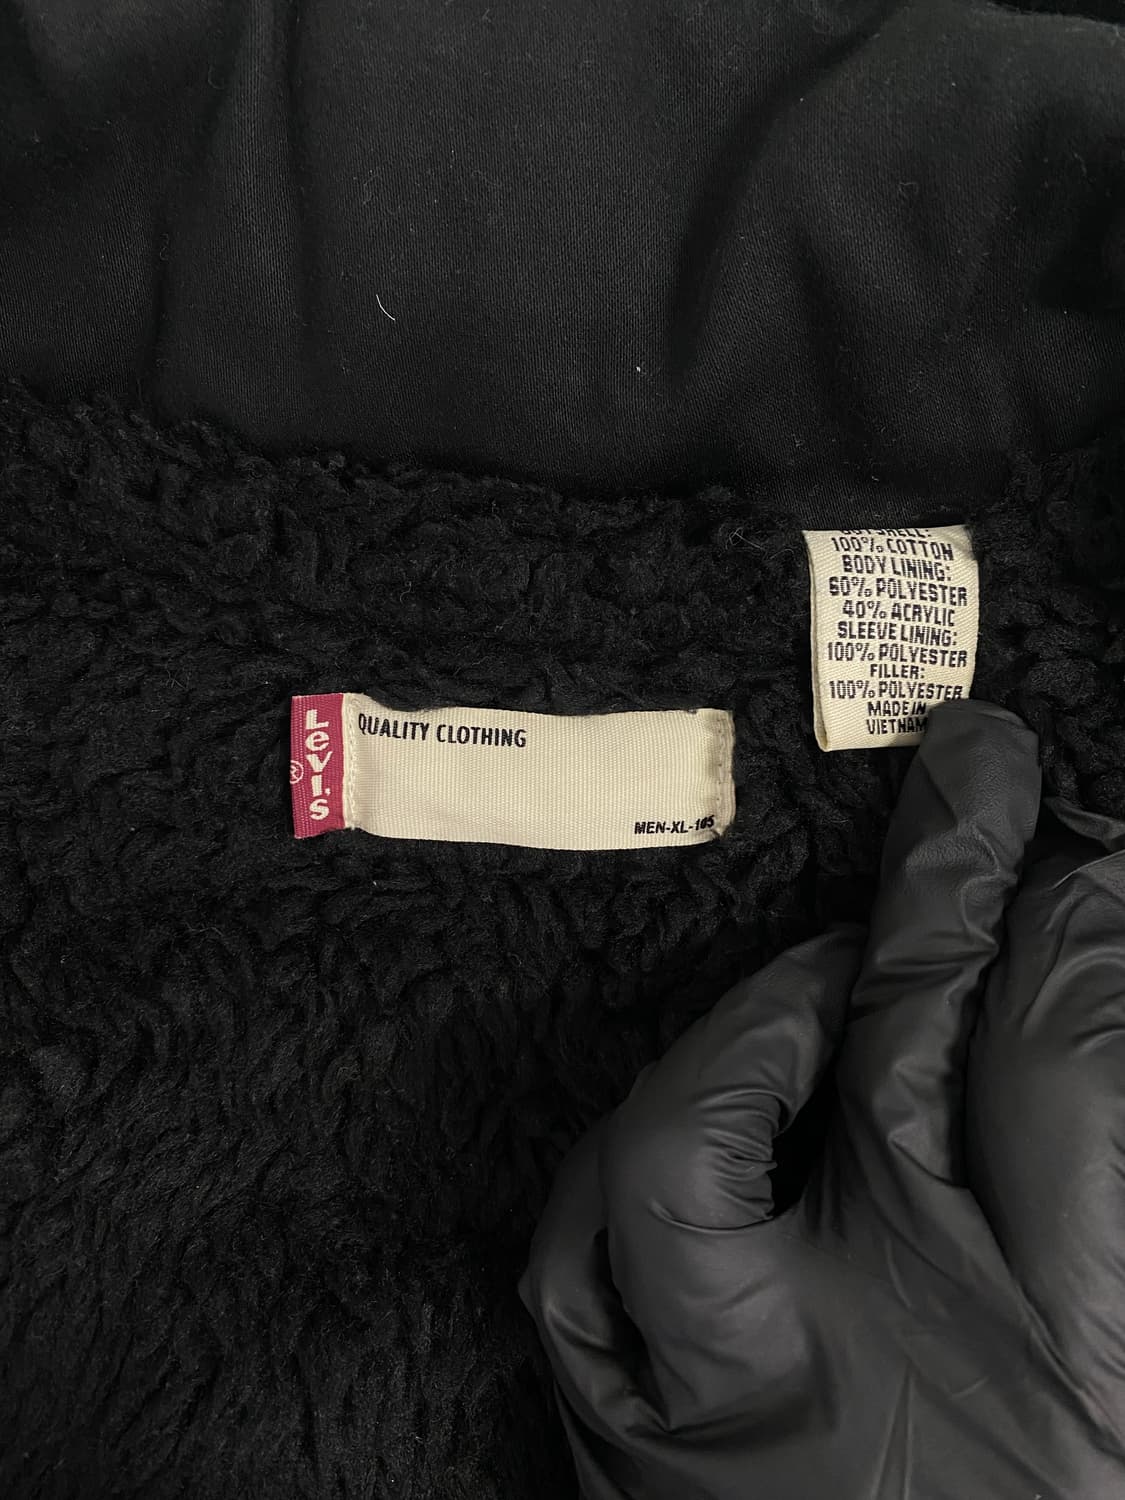 Levi's
®
QUALITY CLOTHING
MEN-XL-105
OUTSHELL:
100% COTTON
BODY LINING:
60% POLYESTER
40% ACRYLIC
SLEEVE LINING:
100% POLYESTER
FILLER:
100% POLYESTER
MADE IN
VIETNAM